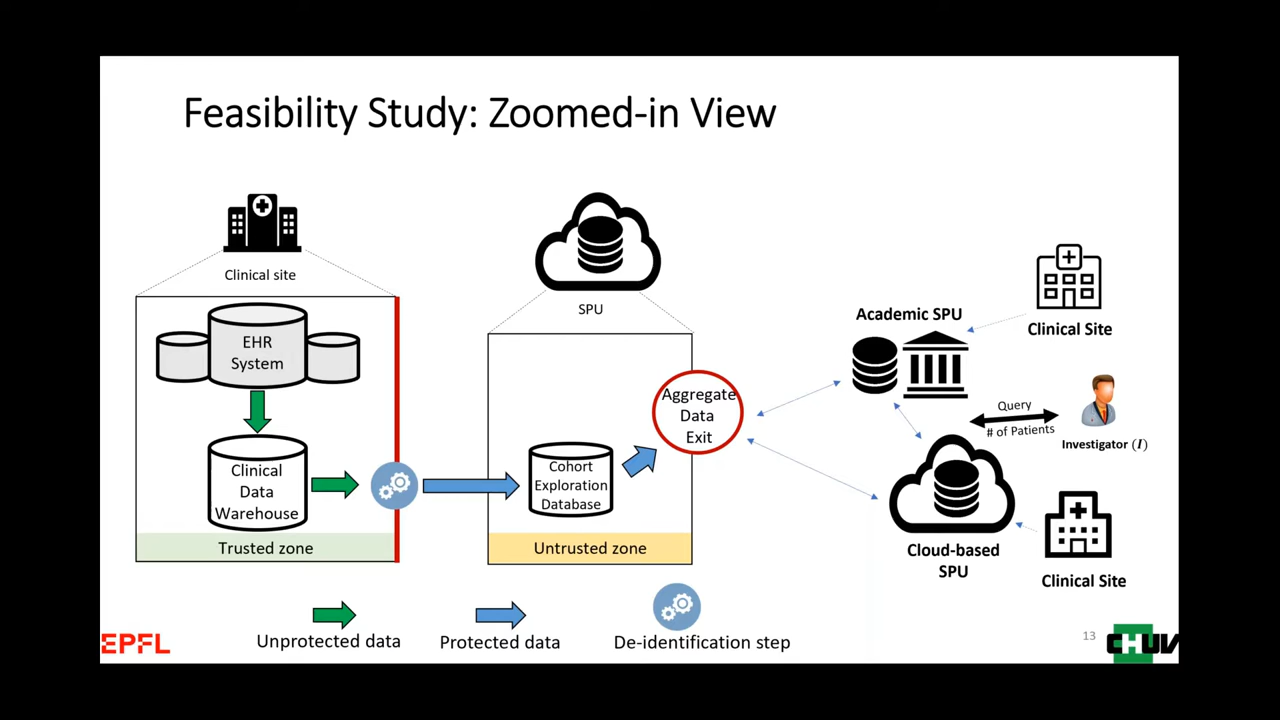 Feasibility Study: Zoomed-in View
Clinical site
EHR
System
Clinical
Data
Warehouse
Trusted zone
SPU
Cohort
Exploration
Database
Aggregate
Data
Exit
Untrusted zone
Academic SPU
Clinical Site
Query
# of Patients
Investigator (I)
Cloud-based
SPU
Clinical Site
Unprotected data
Protected data
De-identification step
EPFL
13
CHUV